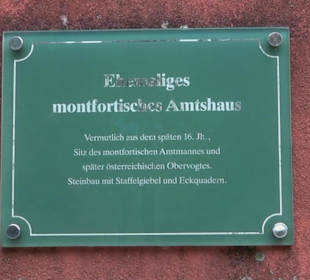 Ehemaliges
montfortisches Amtshaus
Vermutlich aus dem späten 16. Jh.,
Sitz des montfortischen Amtmannes und
später österreichischen Obervogtes.
Steinbau mit Staffelgiebel und Eckquadern.